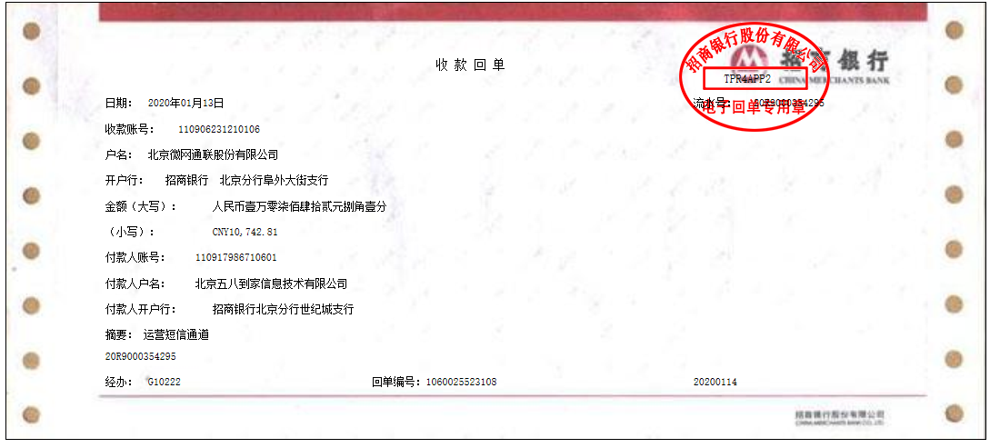 招商银行股份有限公司
招商银行
收款回单
TPR4APP2
CHINA MERCHANTS BANK
日期： 2020年01月13日
流水号： 20R9000354295
电子回单专用章
收款账号： 110906231210106
户名： 北京微网通联股份有限公司
开户行： 招商银行 北京分行阜外大街支行
金额（大写）： 人民币壹万零柒佰肆拾贰元捌角壹分
（小写）： CNY10,742.81
付款人账号： 110917986710601
付款人户名： 北京五八到家信息技术有限公司
付款人开户行： 招商银行北京分行世纪城支行
摘要： 运营短信通道
20R9000354295
经办： G10222 回单编号：1060025523108 20200114
招商银行股份有限公司
CHINA MERCHANTS BANK CO., LTD.